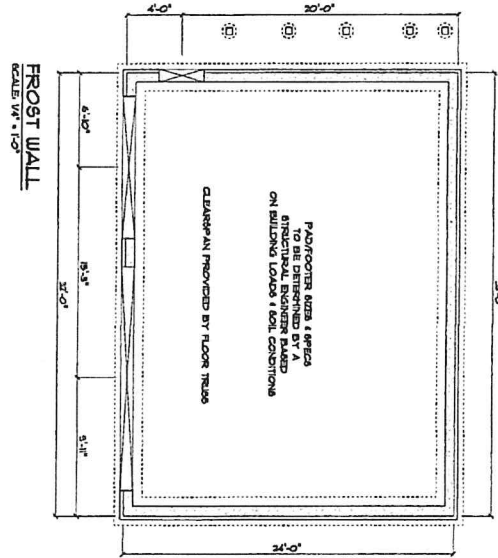 4'-0"
20'-0"
FROST WALL
SCALE: 1/4" = 1'-0"
6'-10"
15'-3"
9'-11"
32'-0"
PAD/FOOTER SIZES & SPECS
TO BE DETERMINED BY A
STRUCTURAL ENGINEER BASED
ON BUILDING LOADS & SOIL CONDITIONS
CLEARSPAN PROVIDED BY FLOOR TRUSS
24'-0"